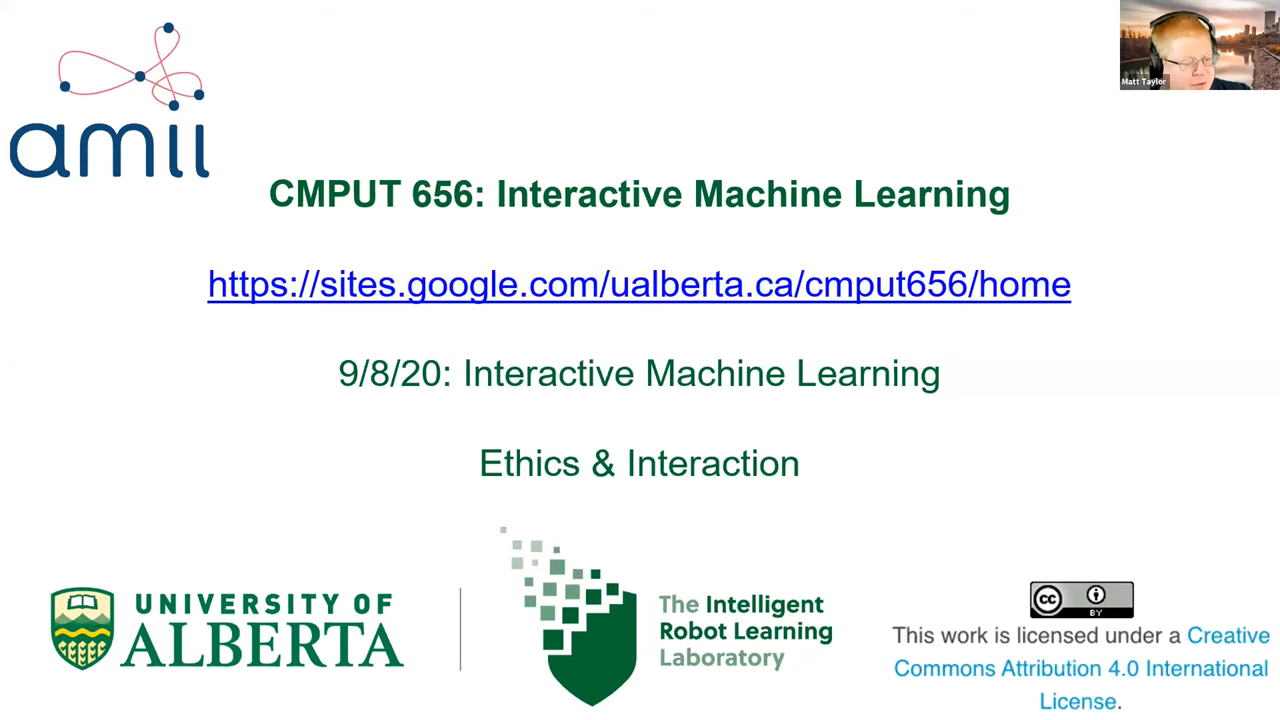 amii
Matt Taylor
CMPUT 656: Interactive Machine Learning
https://sites.google.com/ualberta.ca/cmput656/home
9/8/20: Interactive Machine Learning
Ethics & Interaction
UNIVERSITY OF
ALBERTA
The Intelligent
Robot Learning
Laboratory
cc
BY
This work is licensed under a Creative
Commons Attribution 4.0 International
License.